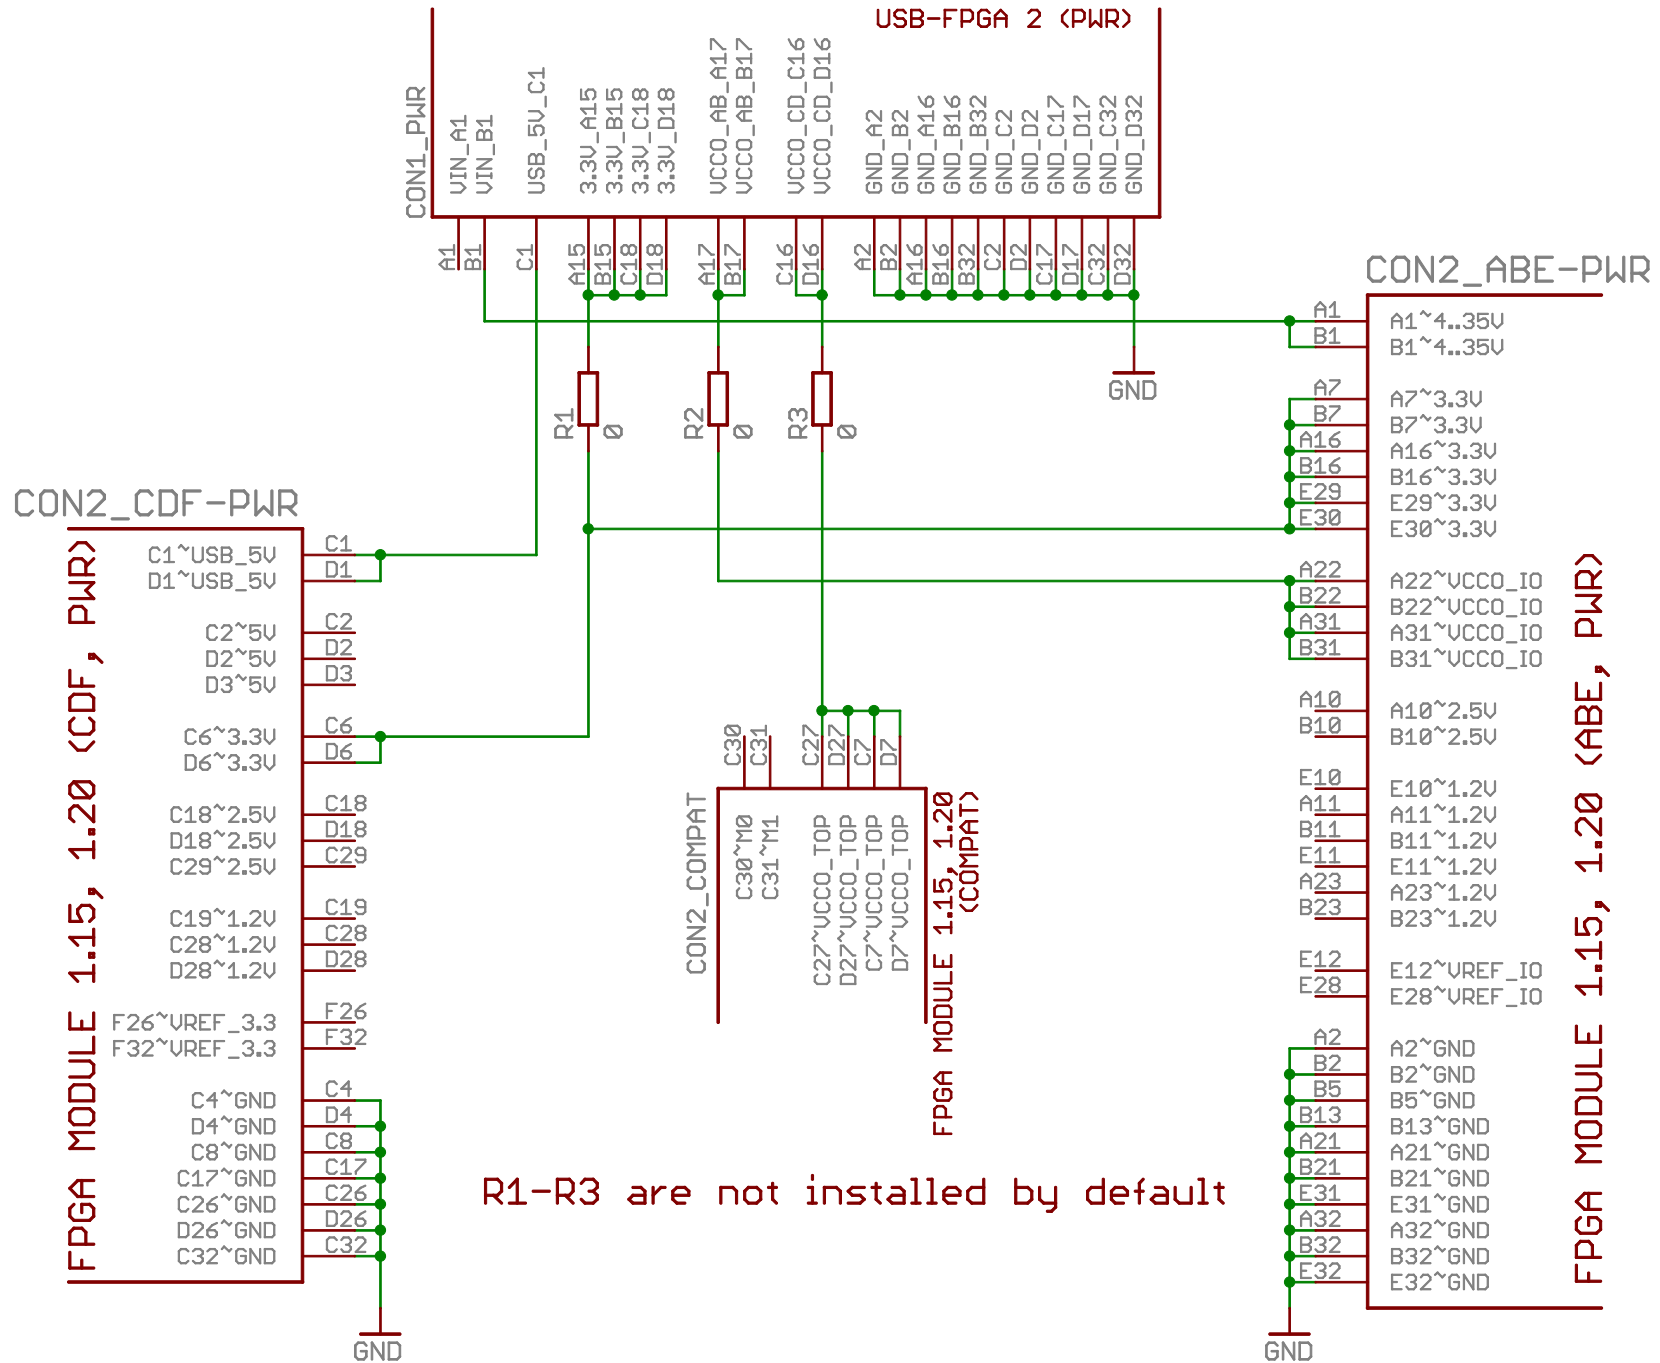 USB-FPGA 2 (PWR)
CON1_PWR
VIN_A1
VIN_B1
USB_5V_C1
3.3V_A15
3.3V_B15
3.3V_C18
3.3V_D18
VCCO_AB_A17
VCCO_AB_B17
VCCO_CD_C16
VCCO_CD_D16
GND_A2
GND_B2
GND_A16
GND_B16
GND_B32
GND_C2
GND_D2
GND_C17
GND_D17
GND_C32
GND_D32
A1
B1
C1
A15
B15
C18
D18
A17
B17
C16
D16
A2
B2
A16
B16
B32
C2
D2
C17
D17
C32
D32
GND
R1
0
R2
0
R3
0
CON2_CDF-PWR
FPGA MODULE 1.15, 1.20 (CDF, PWR)
C1~USB_5V C1
D1~USB_5V D1
C2~5V C2
D2~5V D2
D3~5V D3
C6~3.3V C6
D6~3.3V D6
C18~2.5V C18
D18~2.5V D18
C29~2.5V C29
C19~1.2V C19
C28~1.2V C28
D28~1.2V D28
F26~VREF_3.3 F26
F32~VREF_3.3 F32
C4~GND C4
D4~GND D4
C8~GND C8
C17~GND C17
C26~GND C26
D26~GND D26
C32~GND C32
GND
C30
C31
C27
D27
C7
D7
CON2_COMPAT
C30~M0
C31~M1
C27~VCCO_TOP
D27~VCCO_TOP
C7~VCCO_TOP
D7~VCCO_TOP
FPGA MODULE 1.15, 1.20
(COMPAT)
R1-R3 are not installed by default
CON2_ABE-PWR
A1 A1~4..35V
B1 B1~4..35V
A7 A7~3.3V
B7 B7~3.3V
A16 A16~3.3V
B16 B16~3.3V
E29 E29~3.3V
E30 E30~3.3V
A22 A22~VCCO_IO
B22 B22~VCCO_IO
A31 A31~VCCO_IO
B31 B31~VCCO_IO
A10 A10~2.5V
B10 B10~2.5V
E10 E10~1.2V
A11 A11~1.2V
B11 B11~1.2V
E11 E11~1.2V
A23 A23~1.2V
B23 B23~1.2V
E12 E12~VREF_IO
E28 E28~VREF_IO
A2 A2~GND
B2 B2~GND
B5 B5~GND
B13 B13~GND
A21 A21~GND
B21 B21~GND
E31 E31~GND
A32 A32~GND
B32 B32~GND
E32 E32~GND
FPGA MODULE 1.15, 1.20 (ABE, PWR)
GND